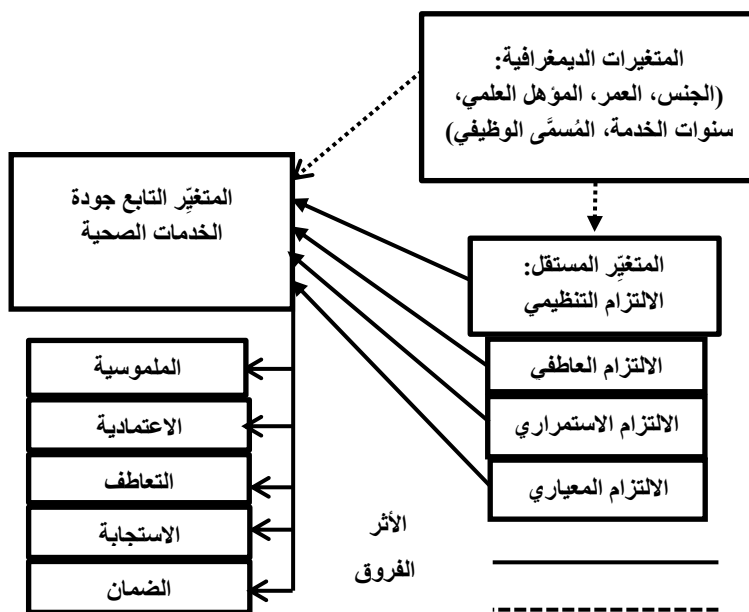 المتغيرات الديمغرافية:
(الجنس، العمر، المؤهل العلمي،
سنوات الخدمة، المُسمَّى الوظيفي)
المتغيِّر المستقل:
الالتزام التنظيمي
الالتزام العاطفي
الالتزام الاستمراري
الالتزام المعياري
المتغيِّر التابع جودة
الخدمات الصحية
الملموسية
الاعتمادية
التعاطف
الاستجابة
الضمان
الأثر
الفروق